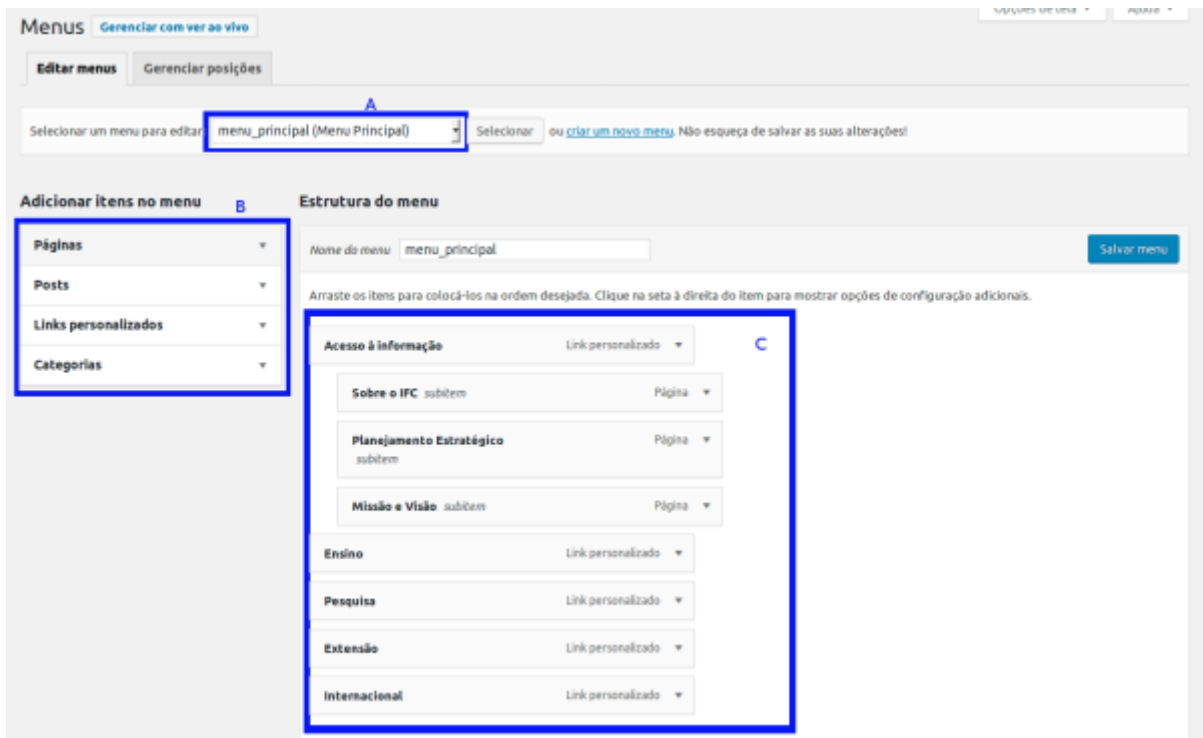 Opções de tela Ajuda
Menus Gerenciar com ver ao vivo
Editar menus Gerenciar posições
A
Selecionar um menu para editar menu_principal (Menu Principal) Selecionar ou criar um novo menu. Não esqueça de salvar as suas alterações!
Adicionar itens no menu B
Páginas
Posts
Links personalizados
Categorias
Estrutura do menu
Nome do menu menu_principal Salvar menu
Arraste os itens para colocá-los na ordem desejada. Clique na seta à direita do item para mostrar opções de configuração adicionais.
Acesso à informação Link personalizado C
Sobre o IFC subitem Página
Planejamento Estratégico Página
subitem
Missão e Visão subitem Página
Ensino Link personalizado
Pesquisa Link personalizado
Extensão Link personalizado
Internacional Link personalizado